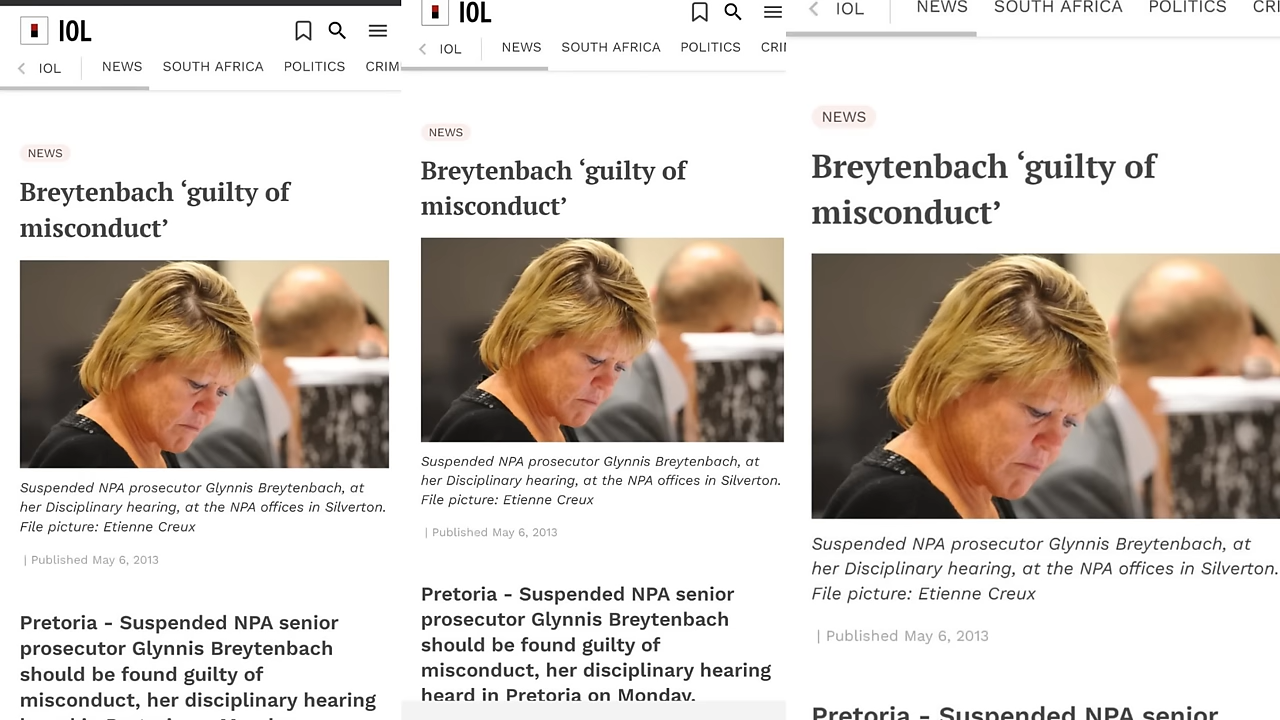 IOL
IOL NEWS SOUTH AFRICA POLITICS CRIM
NEWS
Breytenbach ‘guilty of
misconduct’
Suspended NPA prosecutor Glynnis Breytenbach, at
her Disciplinary hearing, at the NPA offices in Silverton.
File picture: Etienne Creux
| Published May 6, 2013
Pretoria - Suspended NPA senior
prosecutor Glynnis Breytenbach
should be found guilty of
misconduct, her disciplinary hearing
IOL
IOL NEWS SOUTH AFRICA POLITICS CRI
NEWS
Breytenbach ‘guilty of
misconduct’
Suspended NPA prosecutor Glynnis Breytenbach, at
her Disciplinary hearing, at the NPA offices in Silverton.
File picture: Etienne Creux
| Published May 6, 2013
Pretoria - Suspended NPA senior
prosecutor Glynnis Breytenbach
should be found guilty of
misconduct, her disciplinary hearing
heard in Pretoria on Monday.
IOL NEWS SOUTH AFRICA POLITICS CRI
NEWS
Breytenbach ‘guilty of
misconduct’
Suspended NPA prosecutor Glynnis Breytenbach, at
her Disciplinary hearing, at the NPA offices in Silverton.
File picture: Etienne Creux
| Published May 6, 2013
Pretoria - Suspended NPA senior